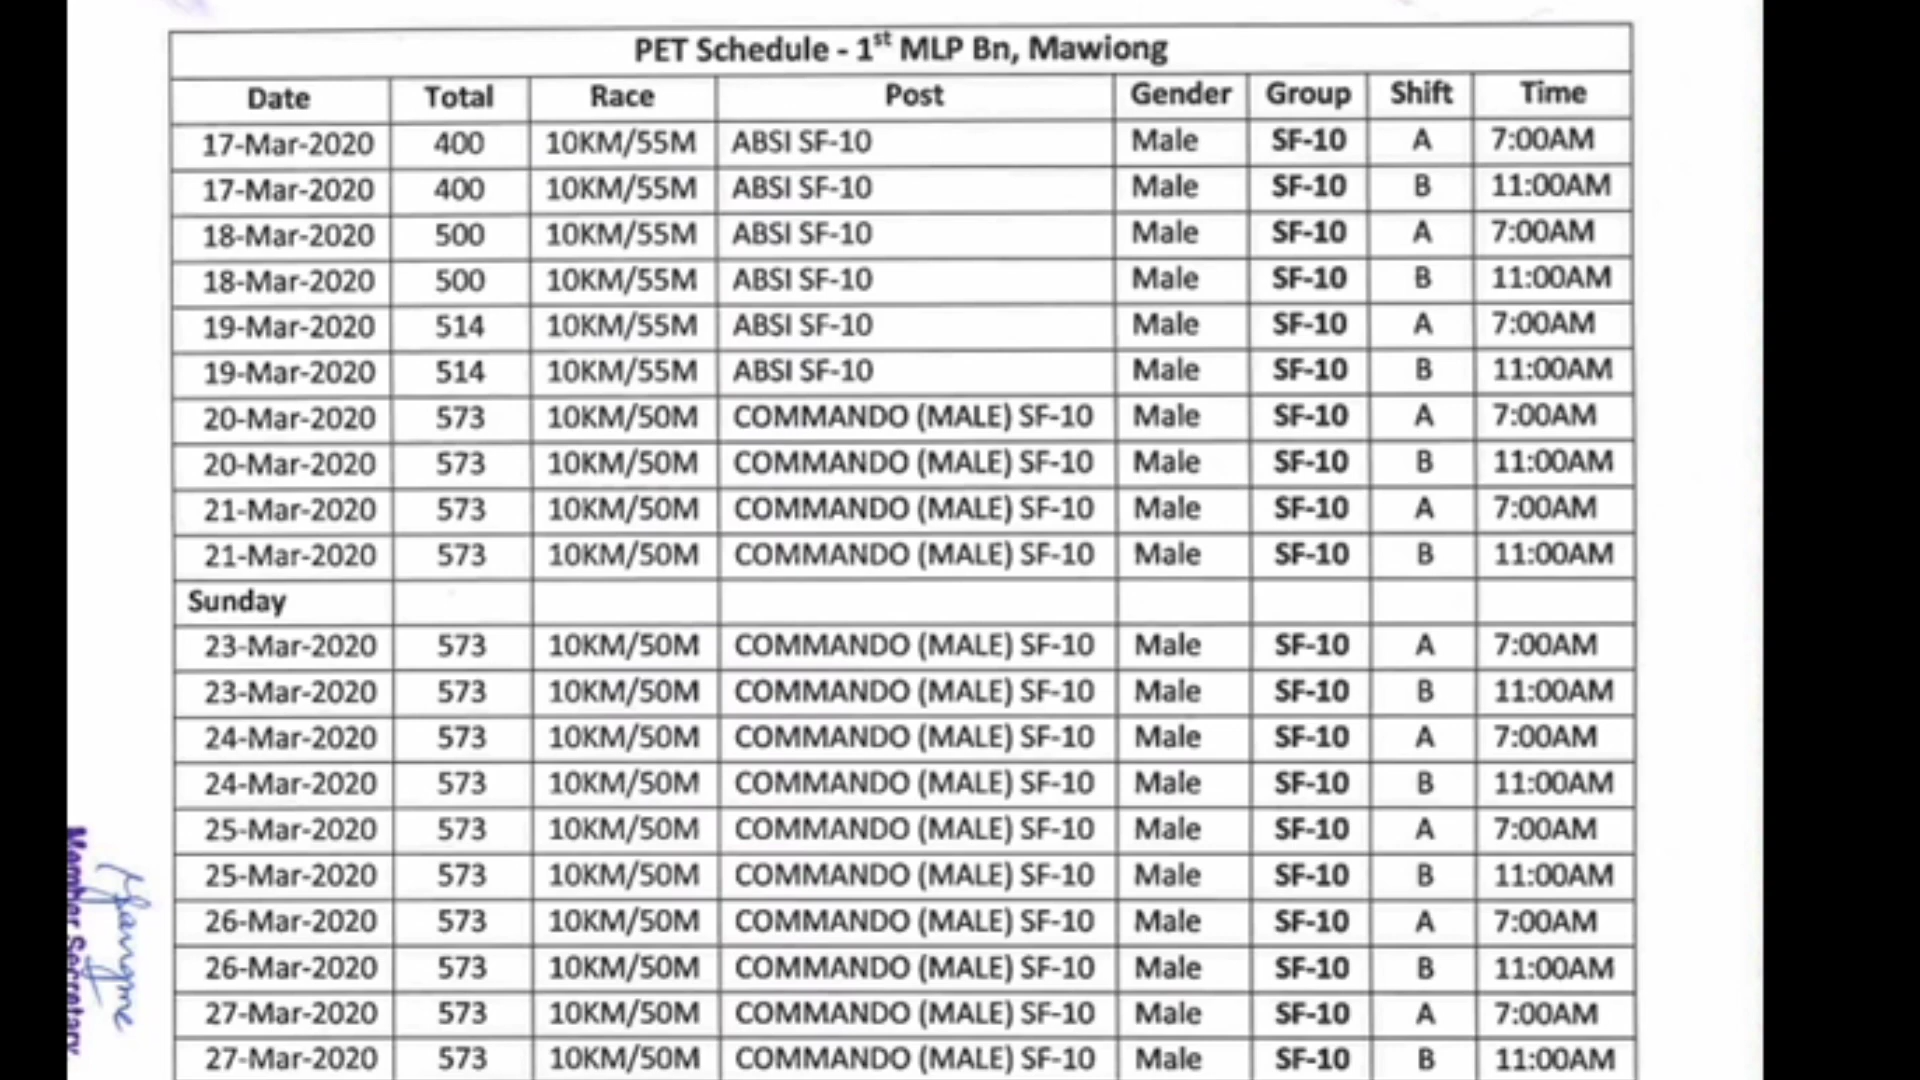 PET Schedule - 1st MLP Bn, Mawiong
Date Total Race Post Gender Group Shift Time
17-Mar-2020 400 10KM/55M ABSI SF-10 Male SF-10 A 7:00AM
17-Mar-2020 400 10KM/55M ABSI SF-10 Male SF-10 B 11:00AM
18-Mar-2020 500 10KM/55M ABSI SF-10 Male SF-10 A 7:00AM
18-Mar-2020 500 10KM/55M ABSI SF-10 Male SF-10 B 11:00AM
19-Mar-2020 514 10KM/55M ABSI SF-10 Male SF-10 A 7:00AM
19-Mar-2020 514 10KM/55M ABSI SF-10 Male SF-10 B 11:00AM
20-Mar-2020 573 10KM/50M COMMANDO (MALE) SF-10 Male SF-10 A 7:00AM
20-Mar-2020 573 10KM/50M COMMANDO (MALE) SF-10 Male SF-10 B 11:00AM
21-Mar-2020 573 10KM/50M COMMANDO (MALE) SF-10 Male SF-10 A 7:00AM
21-Mar-2020 573 10KM/50M COMMANDO (MALE) SF-10 Male SF-10 B 11:00AM
Sunday
23-Mar-2020 573 10KM/50M COMMANDO (MALE) SF-10 Male SF-10 A 7:00AM
23-Mar-2020 573 10KM/50M COMMANDO (MALE) SF-10 Male SF-10 B 11:00AM
24-Mar-2020 573 10KM/50M COMMANDO (MALE) SF-10 Male SF-10 A 7:00AM
24-Mar-2020 573 10KM/50M COMMANDO (MALE) SF-10 Male SF-10 B 11:00AM
25-Mar-2020 573 10KM/50M COMMANDO (MALE) SF-10 Male SF-10 A 7:00AM
25-Mar-2020 573 10KM/50M COMMANDO (MALE) SF-10 Male SF-10 B 11:00AM
26-Mar-2020 573 10KM/50M COMMANDO (MALE) SF-10 Male SF-10 A 7:00AM
26-Mar-2020 573 10KM/50M COMMANDO (MALE) SF-10 Male SF-10 B 11:00AM
27-Mar-2020 573 10KM/50M COMMANDO (MALE) SF-10 Male SF-10 A 7:00AM
27-Mar-2020 573 10KM/50M COMMANDO (MALE) SF-10 Male SF-10 B 11:00AM
Member Secretary